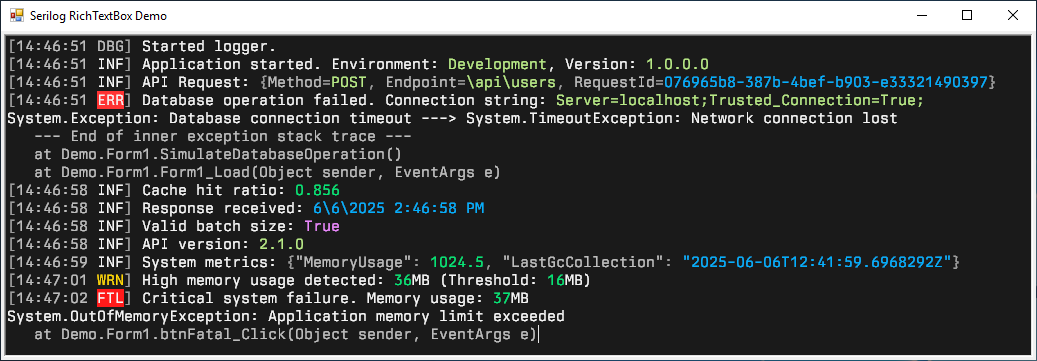 Serilog RichTextBox Demo
[14:46:51 DBG] Started logger.
[14:46:51 INF] Application started. Environment: Development, Version: 1.0.0.0
[14:46:51 INF] API Request: {Method=POST, Endpoint=\api\users, RequestId=076965b8-387b-4bef-b903-e33321490397}
[14:46:51 ERR] Database operation failed. Connection string: Server=localhost;Trusted_Connection=True;
System.Exception: Database connection timeout ---> System.TimeoutException: Network connection lost
   --- End of inner exception stack trace ---
   at Demo.Form1.SimulateDatabaseOperation()
   at Demo.Form1.Form1_Load(Object sender, EventArgs e)
[14:46:58 INF] Cache hit ratio: 0.856
[14:46:58 INF] Response received: 6\6\2025 2:46:58 PM
[14:46:58 INF] Valid batch size: True
[14:46:58 INF] API version: 2.1.0
[14:46:59 INF] System metrics: {"MemoryUsage": 1024.5, "LastGcCollection": "2025-06-06T12:41:59.6968292Z"}
[14:47:01 WRN] High memory usage detected: 36MB (Threshold: 16MB)
[14:47:02 FTL] Critical system failure. Memory usage: 37MB
System.OutOfMemoryException: Application memory limit exceeded
   at Demo.Form1.btnFatal_Click(Object sender, EventArgs e)